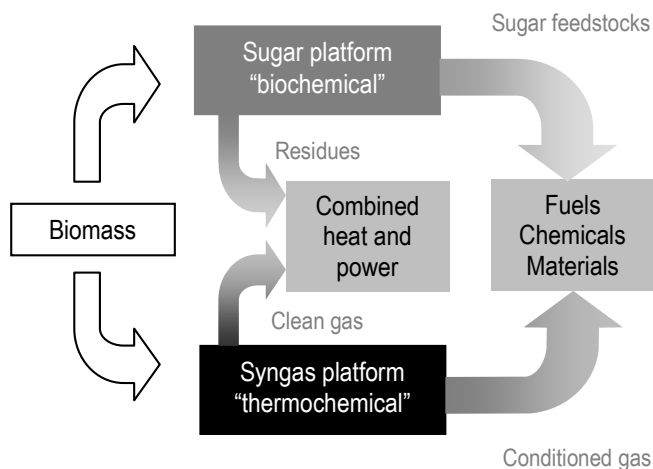 Sugar feedstocks
Sugar platform
“biochemical”
Residues
Biomass
Combined
heat and
power
Fuels
Chemicals
Materials
Clean gas
Syngas platform
“thermochemical”
Conditioned gas